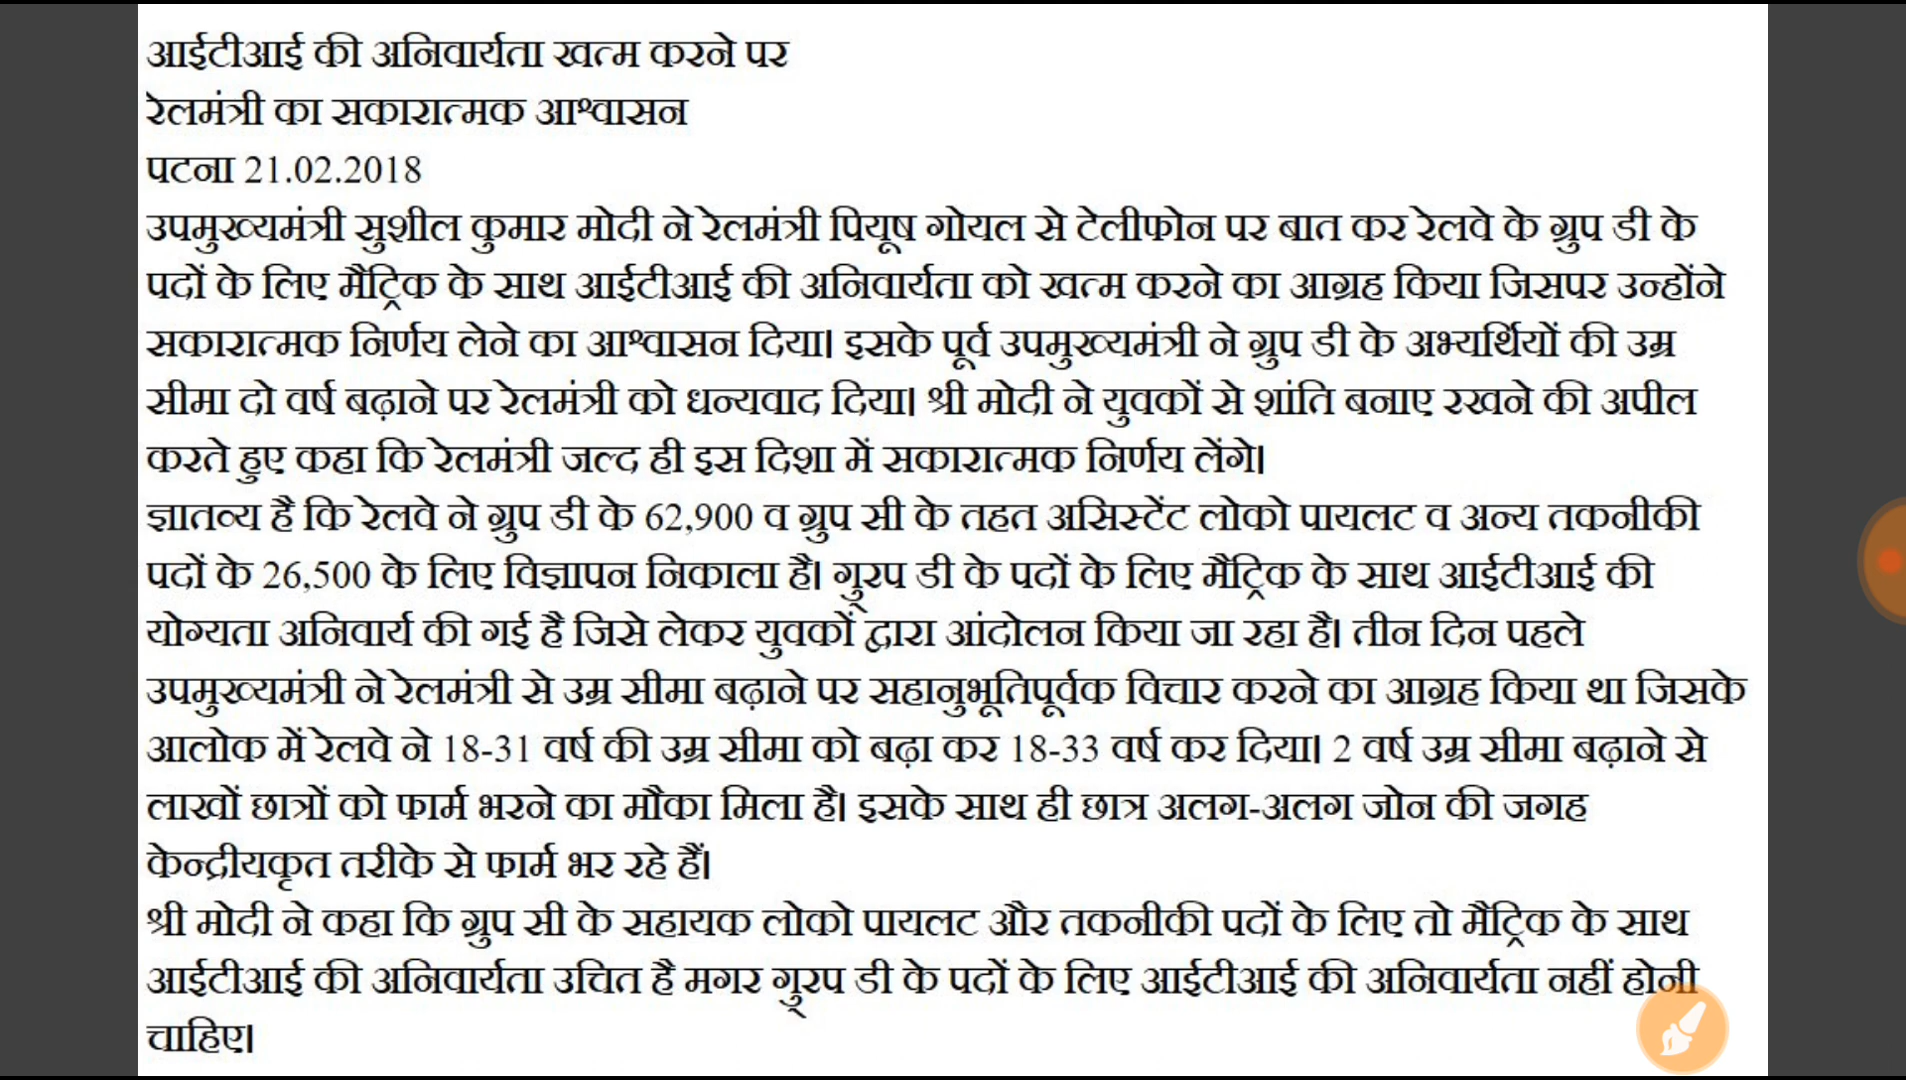 आईटीआई की अनिवार्यता खत्म करने पर
रेलमंत्री का सकारात्मक आश्वासन
पटना 21.02.2018
उपमुख्यमंत्री सुशील कुमार मोदी ने रेलमंत्री पियूष गोयल से टेलीफोन पर बात कर रेलवे के ग्रुप डी के
पदों के लिए मैट्रिक के साथ आईटीआई की अनिवार्यता को खत्म करने का आग्रह किया जिसपर उन्होंने
सकारात्मक निर्णय लेने का आश्वासन दिया। इसके पूर्व उपमुख्यमंत्री ने ग्रुप डी के अभ्यर्थियों की उम्र
सीमा दो वर्ष बढ़ाने पर रेलमंत्री को धन्यवाद दिया। श्री मोदी ने युवकों से शांति बनाए रखने की अपील
करते हुए कहा कि रेलमंत्री जल्द ही इस दिशा में सकारात्मक निर्णय लेंगे।
ज्ञातव्य है कि रेलवे ने ग्रुप डी के 62,900 व ग्रुप सी के तहत असिस्टेंट लोको पायलट व अन्य तकनीकी
पदों के 26,500 के लिए विज्ञापन निकाला है। गु्रप डी के पदों के लिए मैट्रिक के साथ आईटीआई की
योग्यता अनिवार्य की गई है जिसे लेकर युवकों द्वारा आंदोलन किया जा रहा है। तीन दिन पहले
उपमुख्यमंत्री ने रेलमंत्री से उम्र सीमा बढ़ाने पर सहानुभूतिपूर्वक विचार करने का आग्रह किया था जिसके
आलोक में रेलवे ने 18-31 वर्ष की उम्र सीमा को बढ़ा कर 18-33 वर्ष कर दिया। 2 वर्ष उम्र सीमा बढ़ाने से
लाखों छात्रों को फार्म भरने का मौका मिला है। इसके साथ ही छात्र अलग-अलग जोन की जगह
केन्द्रीयकृत तरीके से फार्म भर रहे हैं।
श्री मोदी ने कहा कि ग्रुप सी के सहायक लोको पायलट और तकनीकी पदों के लिए तो मैट्रिक के साथ
आईटीआई की अनिवार्यता उचित है मगर गु्रप डी के पदों के लिए आईटीआई की अनिवार्यता नहीं होनी
चाहिए।